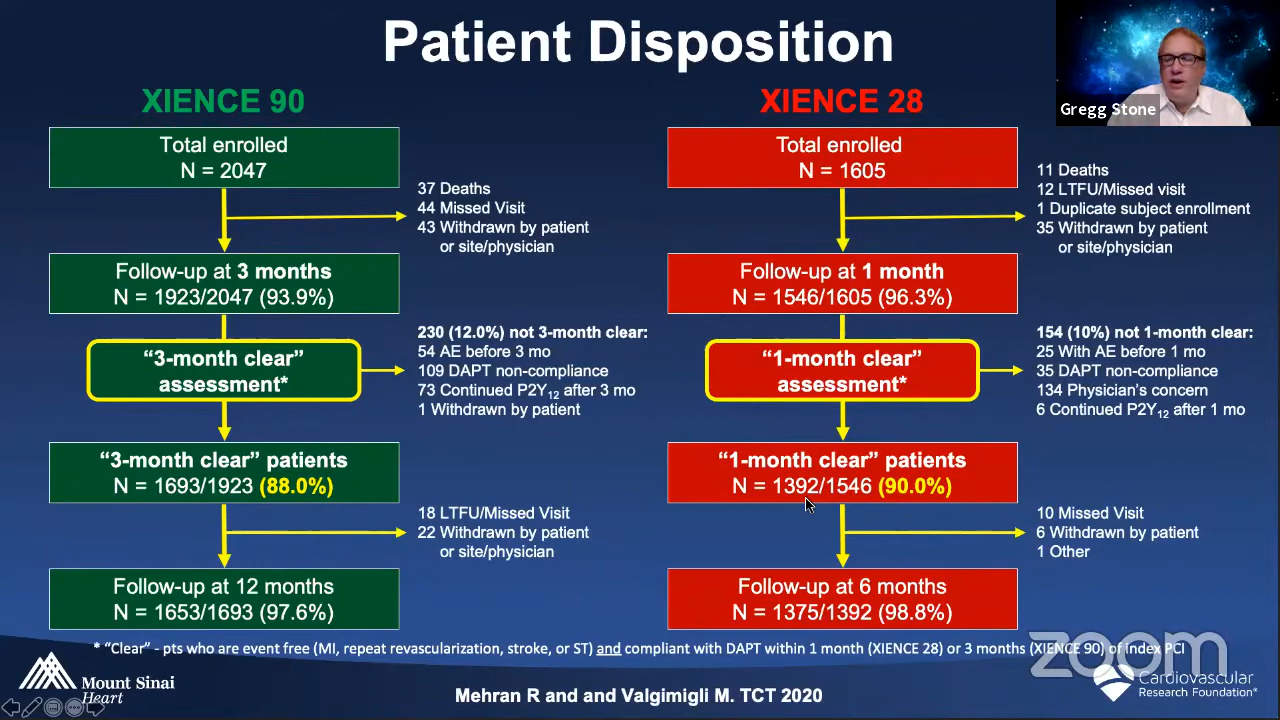 Patient Disposition
Gregg Stone
XIENCE 90
Total enrolled
N = 2047
37 Deaths
44 Missed Visit
43 Withdrawn by patient
or site/physician
Follow-up at 3 months
N = 1923/2047 (93.9%)
230 (12.0%) not 3-month clear:
54 AE before 3 mo
109 DAPT non-compliance
73 Continued P2Y12 after 3 mo
1 Withdrawn by patient
“3-month clear”
assessment*
“3-month clear” patients
N = 1693/1923 (88.0%)
18 LTFU/Missed Visit
22 Withdrawn by patient
or site/physician
Follow-up at 12 months
N = 1653/1693 (97.6%)
XIENCE 28
Total enrolled
N = 1605
11 Deaths
12 LTFU/Missed visit
1 Duplicate subject enrollment
35 Withdrawn by patient
or site/physician
Follow-up at 1 month
N = 1546/1605 (96.3%)
154 (10%) not 1-month clear:
25 With AE before 1 mo
35 DAPT non-compliance
134 Physician’s concern
6 Continued P2Y12 after 1 mo
“1-month clear”
assessment*
“1-month clear” patients
N = 1392/1546 (90.0%)
10 Missed Visit
6 Withdrawn by patient
1 Other
Follow-up at 6 months
N = 1375/1392 (98.8%)
* “Clear” - pts who are event free (MI, repeat revascularization, stroke, or ST) and compliant with DAPT within 1 month (XIENCE 28) or 3 months (XIENCE 90) of Index PCI
zoom
Mount Sinai
Heart
Mehran R and and Valgimigli M. TCT 2020
Cardiovascular
Research Foundation®